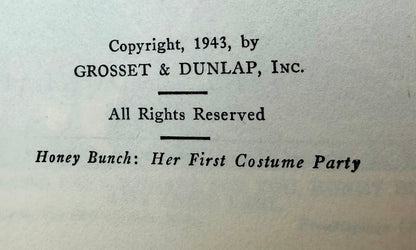 Copyright, 1943, by
GROSSET & DUNLAP, Inc.
All Rights Reserved
Honey Bunch: Her First Costume Party